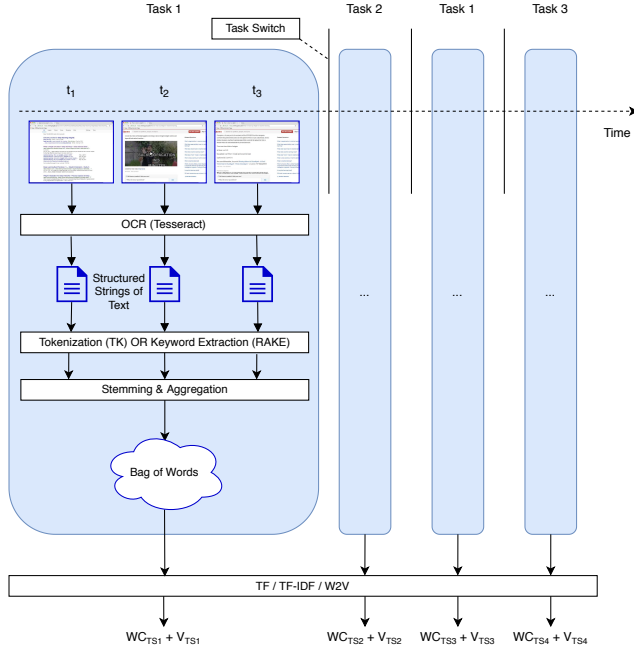 Task 1
Task 2
Task 1
Task 3
Task Switch
t1
t2
t3
Time
OCR (Tesseract)
Structured
Strings of
Text
...
...
...
Tokenization (TK) OR Keyword Extraction (RAKE)
Stemming & Aggregation
Bag of Words
TF / TF-IDF / W2V
WCTS1 + VTS1
WCTS2 + VTS2
WCTS3 + VTS3
WCTS4 + VTS4